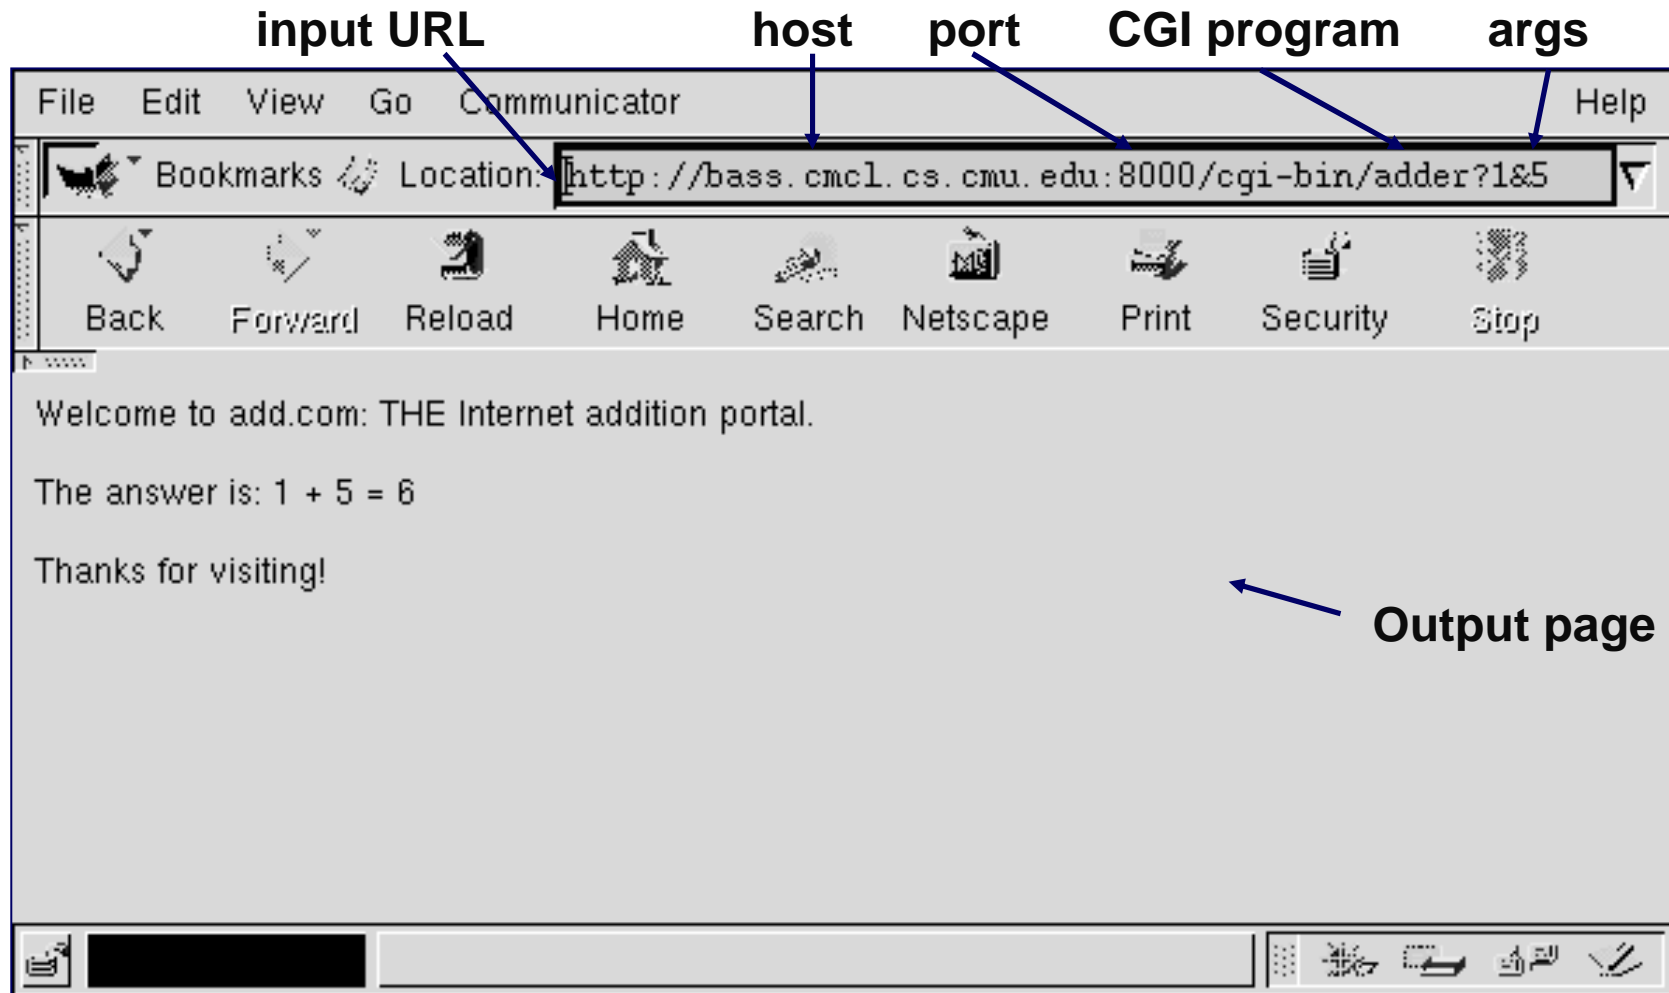 input URL host port CGI program args
File Edit View Go Communicator Help
Bookmarks Location: http://bass.cmcl.cs.cmu.edu:8000/cgi-bin/adder?1&5
Back Forward Reload Home Search Netscape Print Security Stop
Welcome to add.com: THE Internet addition portal.
The answer is: 1 + 5 = 6
Thanks for visiting!
Output page